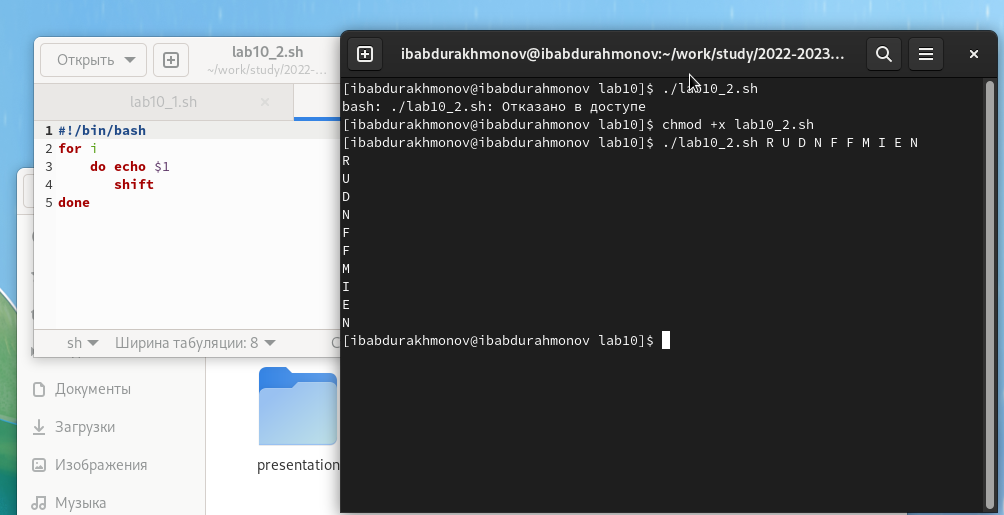 Открыть
lab10_2.sh
~/work/study/2022-...
lab10_1.sh
1 #!/bin/bash
2 for i
3     do echo $1
4        shift
5 done
sh
Ширина табуляции: 8
Документы
Загрузки
Изображения
Музыка
presentation
ibabdurakhmonov@ibabdurahmonov:~/work/study/2022-2023...
[ibabdurakhmonov@ibabdurahmonov lab10]$ ./lab10_2.sh
bash: ./lab10_2.sh: Отказано в доступе
[ibabdurakhmonov@ibabdurahmonov lab10]$ chmod +x lab10_2.sh
[ibabdurakhmonov@ibabdurahmonov lab10]$ ./lab10_2.sh R U D N F F M I E N
R
U
D
N
F
F
M
I
E
N
[ibabdurakhmonov@ibabdurahmonov lab10]$